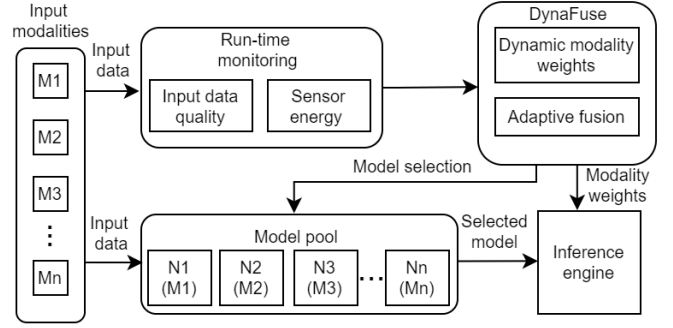 Input
modalities
M1
M2
M3
Mn
Input
data
Run-time
monitoring
Input data
quality
Sensor
energy
DynaFuse
Dynamic modality
weights
Adaptive fusion
Model selection
Modality
weights
Input
data
Model pool
N1
(M1)
N2
(M2)
N3
(M3)
Nn
(Mn)
Selected
model
Inference
engine